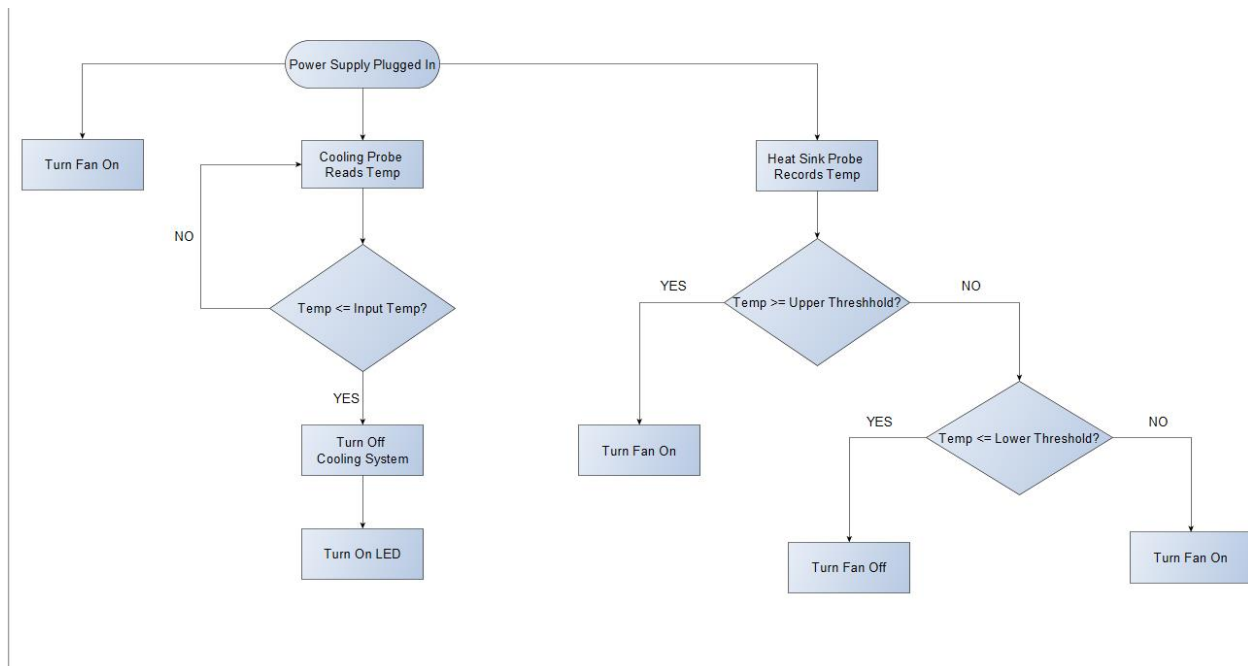 Power Supply Plugged In
Turn Fan On
Cooling Probe
Reads Temp
Heat Sink Probe
Records Temp
NO
Temp <= Input Temp?
YES
Temp >= Upper Threshhold?
NO
YES
Turn Off
Cooling System
Turn Fan On
YES
Temp <= Lower Threshold?
NO
Turn On LED
Turn Fan Off
Turn Fan On